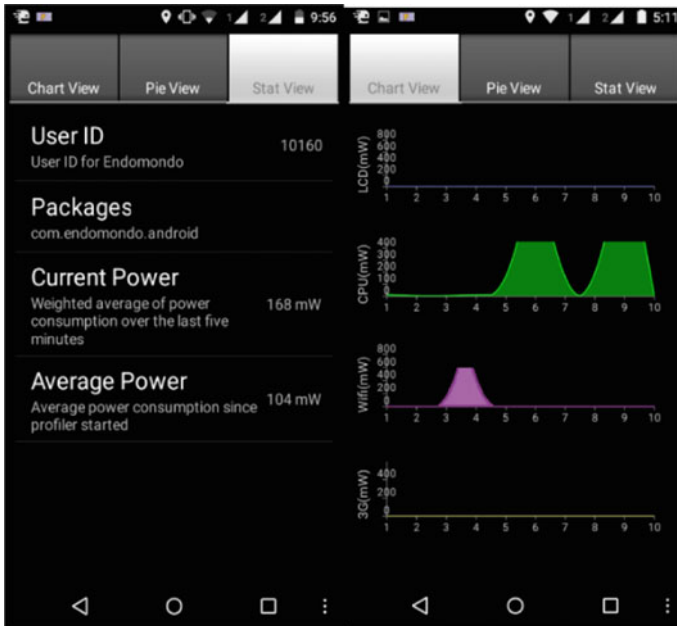 1 2 9:56
Chart View Pie View Stat View
User ID
User ID for Endomondo
10160
Packages
com.endomondo.android
Current Power
Weighted average of power
consumption over the last five
minutes
168 mW
Average Power
Average power consumption since
profiler started
104 mW
1 2 5:11
Chart View Pie View Stat View
LCD(mW)
800
600
400
200
0
1 2 3 4 5 6 7 8 9 10
CPU(mW)
400
300
200
100
0
1 2 3 4 5 6 7 8 9 10
Wifi(mW)
800
600
400
200
0
1 2 3 4 5 6 7 8 9 10
3G(mW)
400
200
0
1 2 3 4 5 6 7 8 9 10